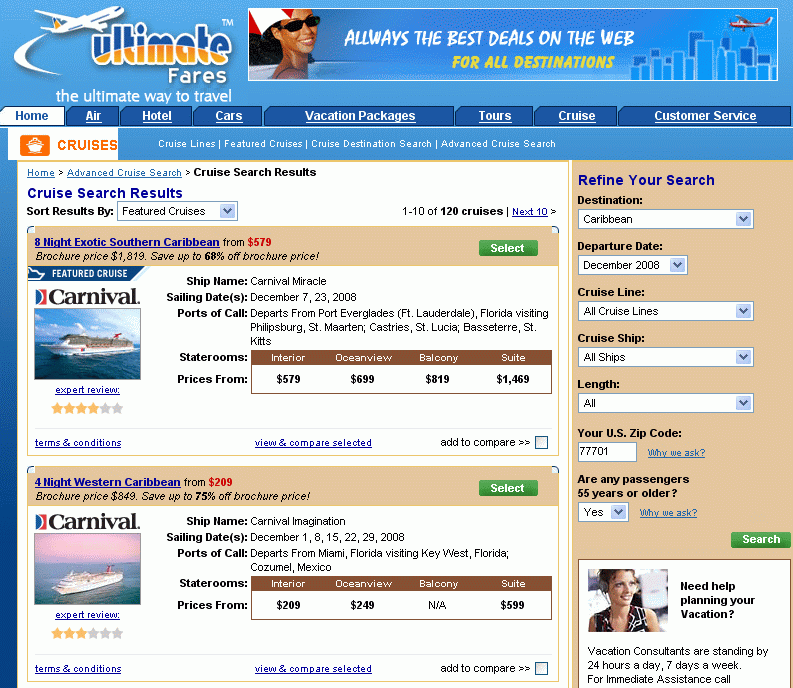 ultimate™
Fares
the ultimate way to travel
ALLWAYS THE BEST DEALS ON THE WEB
FOR ALL DESTINATIONS
Home Air Hotel Cars Vacation Packages Tours Cruise Customer Service
CRUISES Cruise Lines | Featured Cruises | Cruise Destination Search | Advanced Cruise Search
Home > Advanced Cruise Search > Cruise Search Results
Cruise Search Results
Sort Results By: Featured Cruises 1-10 of 120 cruises | Next 10 >
8 Night Exotic Southern Caribbean from $579 Select
Brochure price $1,819. Save up to 68% off brochure price!
FEATURED CRUISE
Carnival.
expert review:
Ship Name: Carnival Miracle
Sailing Date(s): December 7, 23, 2008
Ports of Call: Departs From Port Everglades (Ft. Lauderdale), Florida visiting
Philipsburg, St. Maarten; Castries, St. Lucia; Basseterre, St.
Kitts
Staterooms: Interior Oceanview Balcony Suite
Prices From: $579 $699 $819 $1,469
terms & conditions view & compare selected add to compare >>
4 Night Western Caribbean from $209 Select
Brochure price $849. Save up to 75% off brochure price!
Carnival.
expert review:
Ship Name: Carnival Imagination
Sailing Date(s): December 1, 8, 15, 22, 29, 2008
Ports of Call: Departs From Miami, Florida visiting Key West, Florida;
Cozumel, Mexico
Staterooms: Interior Oceanview Balcony Suite
Prices From: $209 $249 N/A $599
terms & conditions view & compare selected add to compare >>
Refine Your Search
Destination:
Caribbean
Departure Date:
December 2008
Cruise Line:
All Cruise Lines
Cruise Ship:
All Ships
Length:
All
Your U.S. Zip Code:
77701 Why we ask?
Are any passengers
55 years or older?
Yes Why we ask?
Search
Need help
planning your
Vacation?
Vacation Consultants are standing by
24 hours a day, 7 days a week.
For Immediate Assistance call